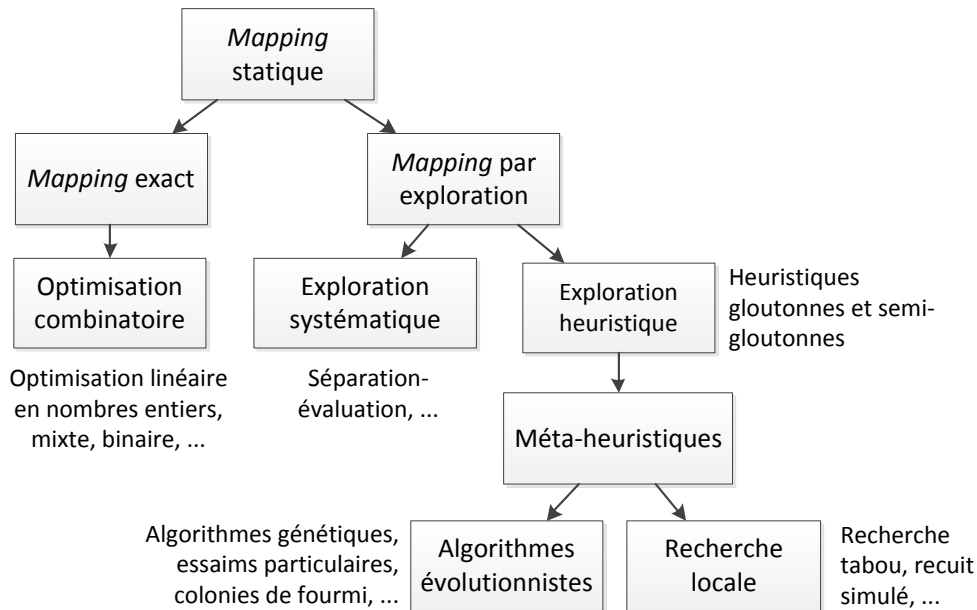 Mapping
statique
Mapping exact
Mapping par
exploration
Optimisation
combinatoire
Exploration
systématique
Exploration
heuristique
Heuristiques
gloutonnes et semi-
gloutonnes
Optimisation linéaire
en nombres entiers,
mixte, binaire, ...
Séparation-
évaluation, ...
Méta-heuristiques
Algorithmes génétiques,
essaims particulaires,
colonies de fourmi, ...
Algorithmes
évolutionnistes
Recherche
locale
Recherche
tabou, recuit
simulé, ...